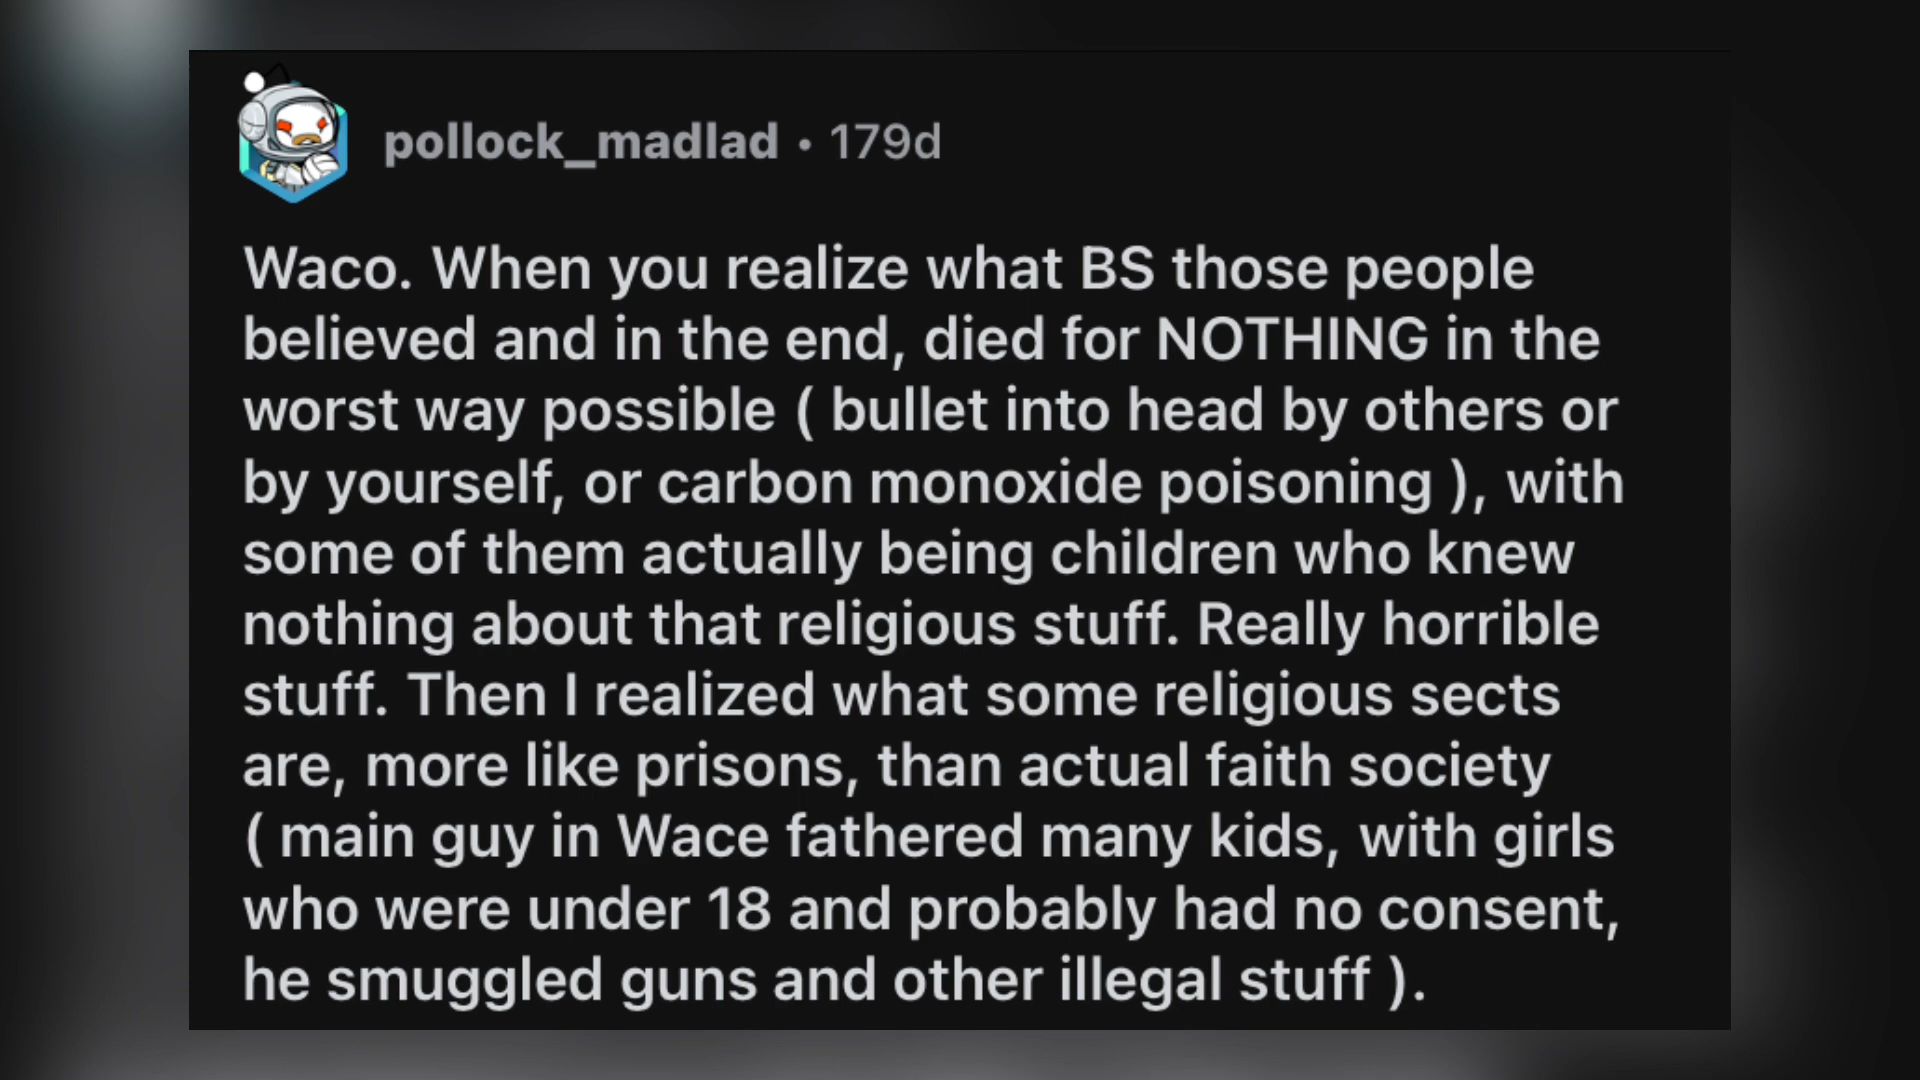 pollock_madlad • 179d
Waco. When you realize what BS those people
believed and in the end, died for NOTHING in the
worst way possible ( bullet into head by others or
by yourself, or carbon monoxide poisoning ), with
some of them actually being children who knew
nothing about that religious stuff. Really horrible
stuff. Then I realized what some religious sects
are, more like prisons, than actual faith society
( main guy in Wace fathered many kids, with girls
who were under 18 and probably had no consent,
he smuggled guns and other illegal stuff ).